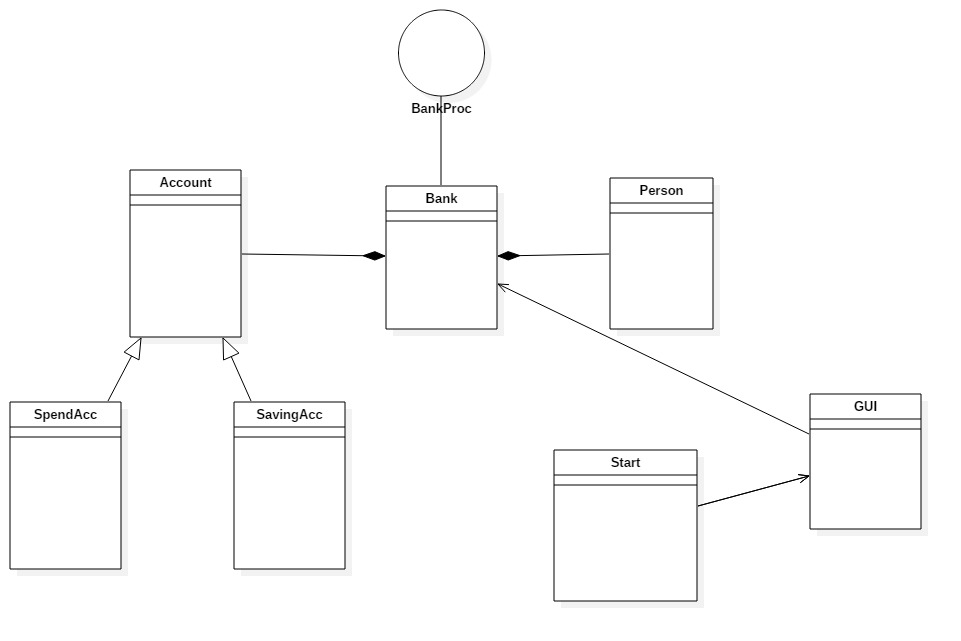 BankProc
Account
Bank
Person
SpendAcc
SavingAcc
GUI
Start